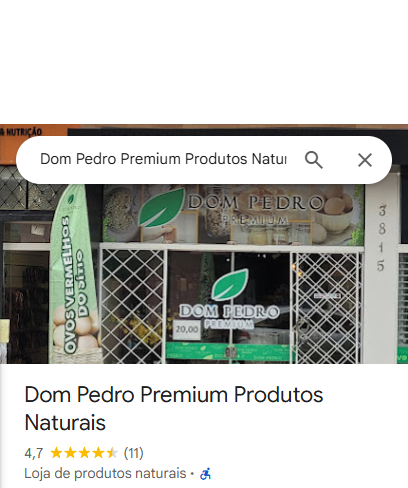 & NUTRIÇÃO
Dom Pedro Premium Produtos Natur
DOM PEDRO
PREMIUM
3815
OVOS VERMELHOS
DO SÍTIO
DOM PEDRO
PREMIUM
20,00
Dom Pedro Premium Produtos
Naturais
4,7 (11)
Loja de produtos naturais •